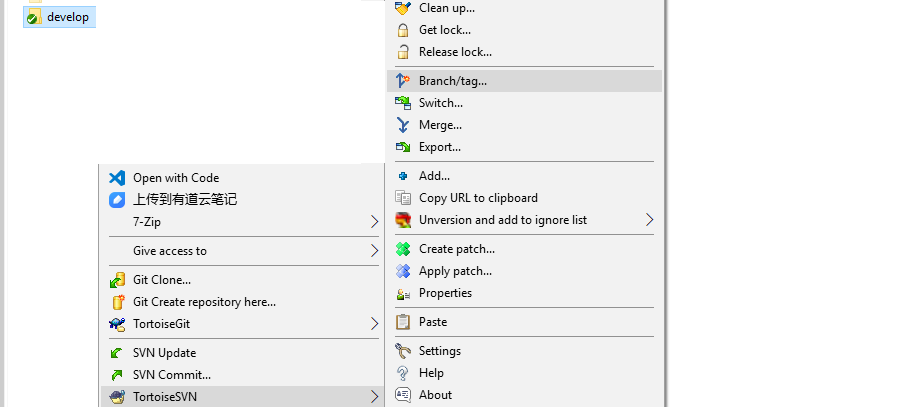 develop
Clean up...
Get lock...
Release lock...
Branch/tag...
Switch...
Merge...
Export...
Add...
Copy URL to clipboard
Unversion and add to ignore list
Create patch...
Apply patch...
Properties
Paste
Settings
Help
About
Open with Code
上传到有道云笔记
7-Zip
Give access to
Git Clone...
Git Create repository here...
TortoiseGit
SVN Update
SVN Commit...
TortoiseSVN